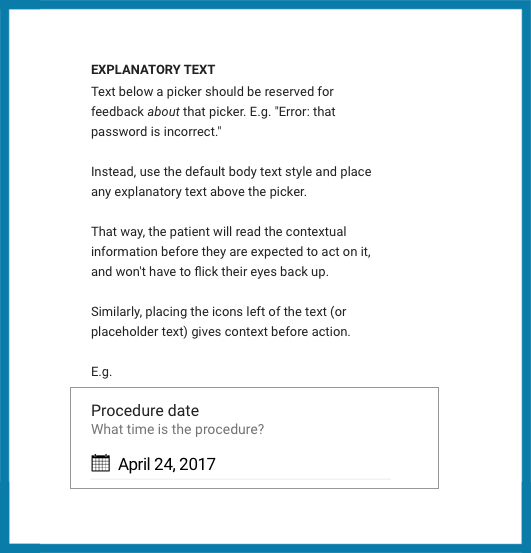 EXPLANATORY TEXT
Text below a picker should be reserved for
feedback about that picker. E.g. "Error: that
password is incorrect."
Instead, use the default body text style and place
any explanatory text above the picker.
That way, the patient will read the contextual
information before they are expected to act on it,
and won't have to flick their eyes back up.
Similarly, placing the icons left of the text (or
placeholder text) gives context before action.
E.g.
Procedure date
What time is the procedure?
April 24, 2017